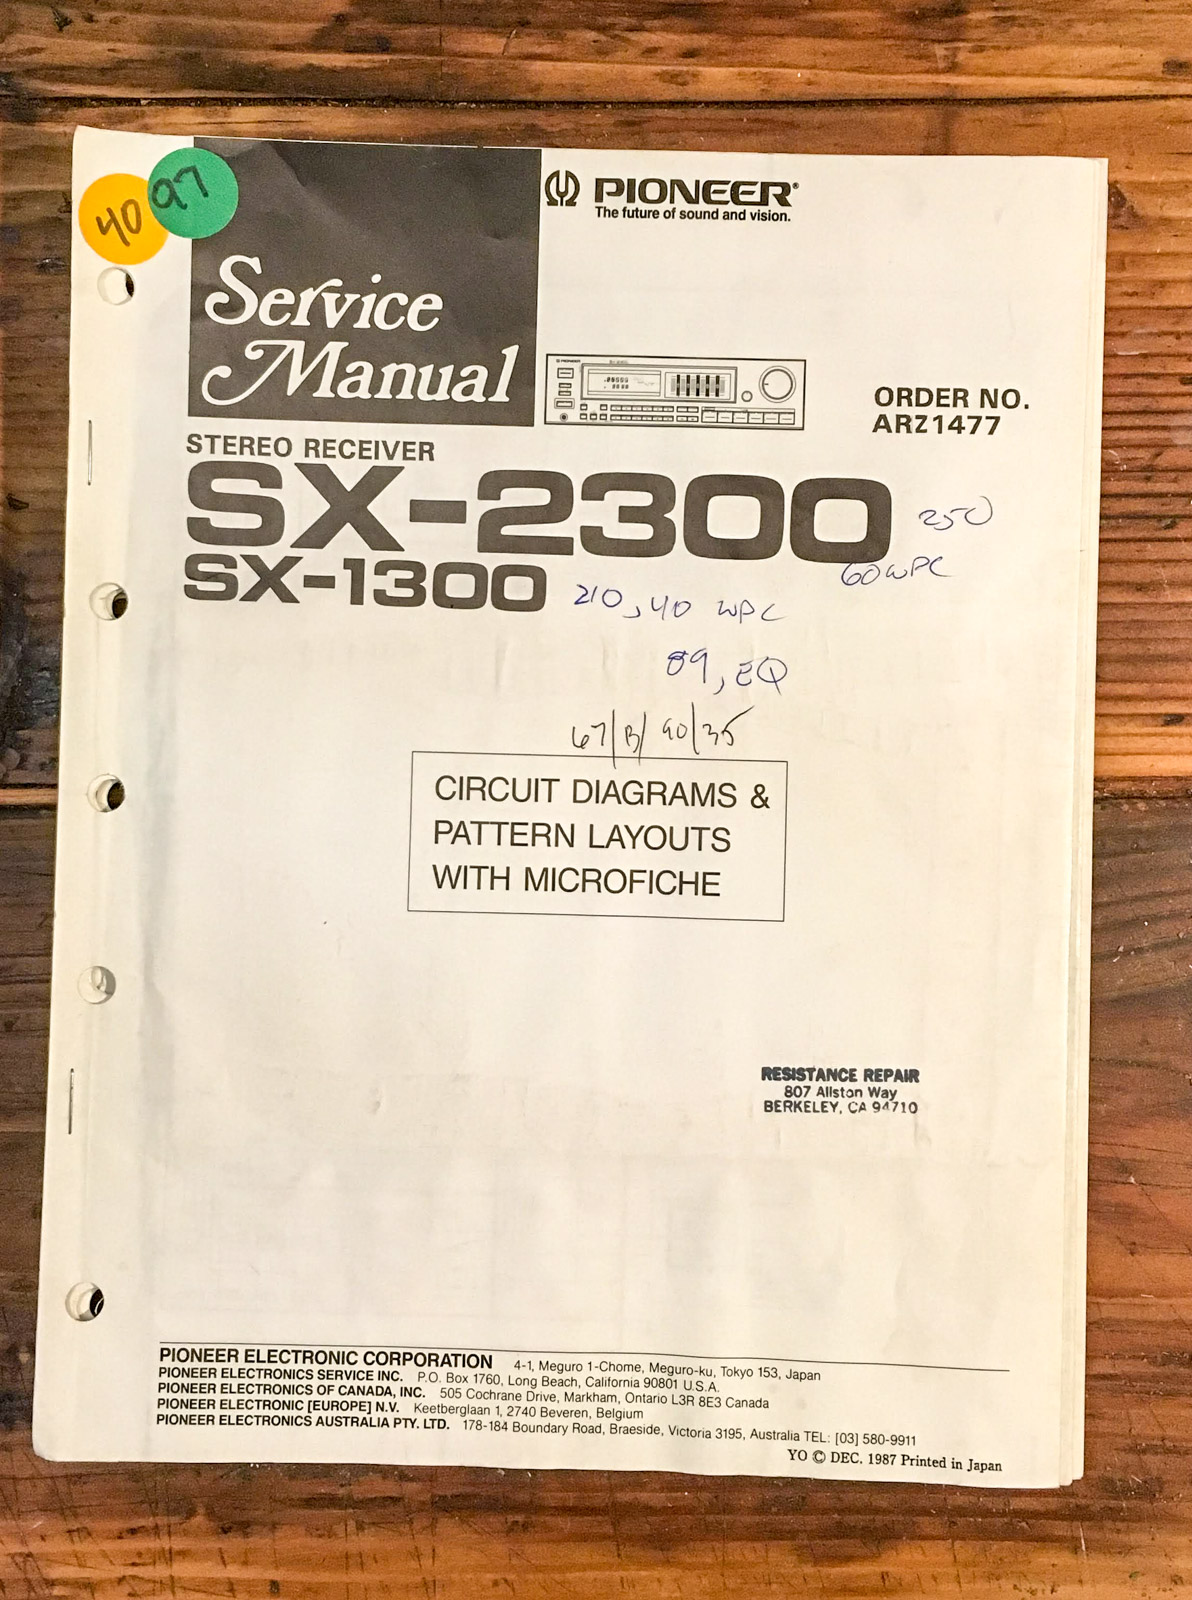 40
97
PIONEER®
The future of sound and vision.
Service
Manual
ORDER NO.
ARZ1477
STEREO RECEIVER
SX-2300
250
60 WPC
SX-1300
210, 40 WPC
89, EQ
67/B/90/35
CIRCUIT DIAGRAMS &
PATTERN LAYOUTS
WITH MICROFICHE
RESISTANCE REPAIR
807 Allston Way
BERKELEY, CA 94710
PIONEER ELECTRONIC CORPORATION 4-1, Meguro 1-Chome, Meguro-ku, Tokyo 153, Japan
PIONEER ELECTRONICS SERVICE INC. P.O. Box 1760, Long Beach, California 90801 U.S.A.
PIONEER ELECTRONICS OF CANADA, INC. 505 Cochrane Drive, Markham, Ontario L3R 8E3 Canada
PIONEER ELECTRONIC [EUROPE] N.V. Keetberglaan 1, 2740 Beveren, Belgium
PIONEER ELECTRONICS AUSTRALIA PTY. LTD. 178-184 Boundary Road, Braeside, Victoria 3195, Australia TEL: [03] 580-9911
YO © DEC. 1987 Printed in Japan